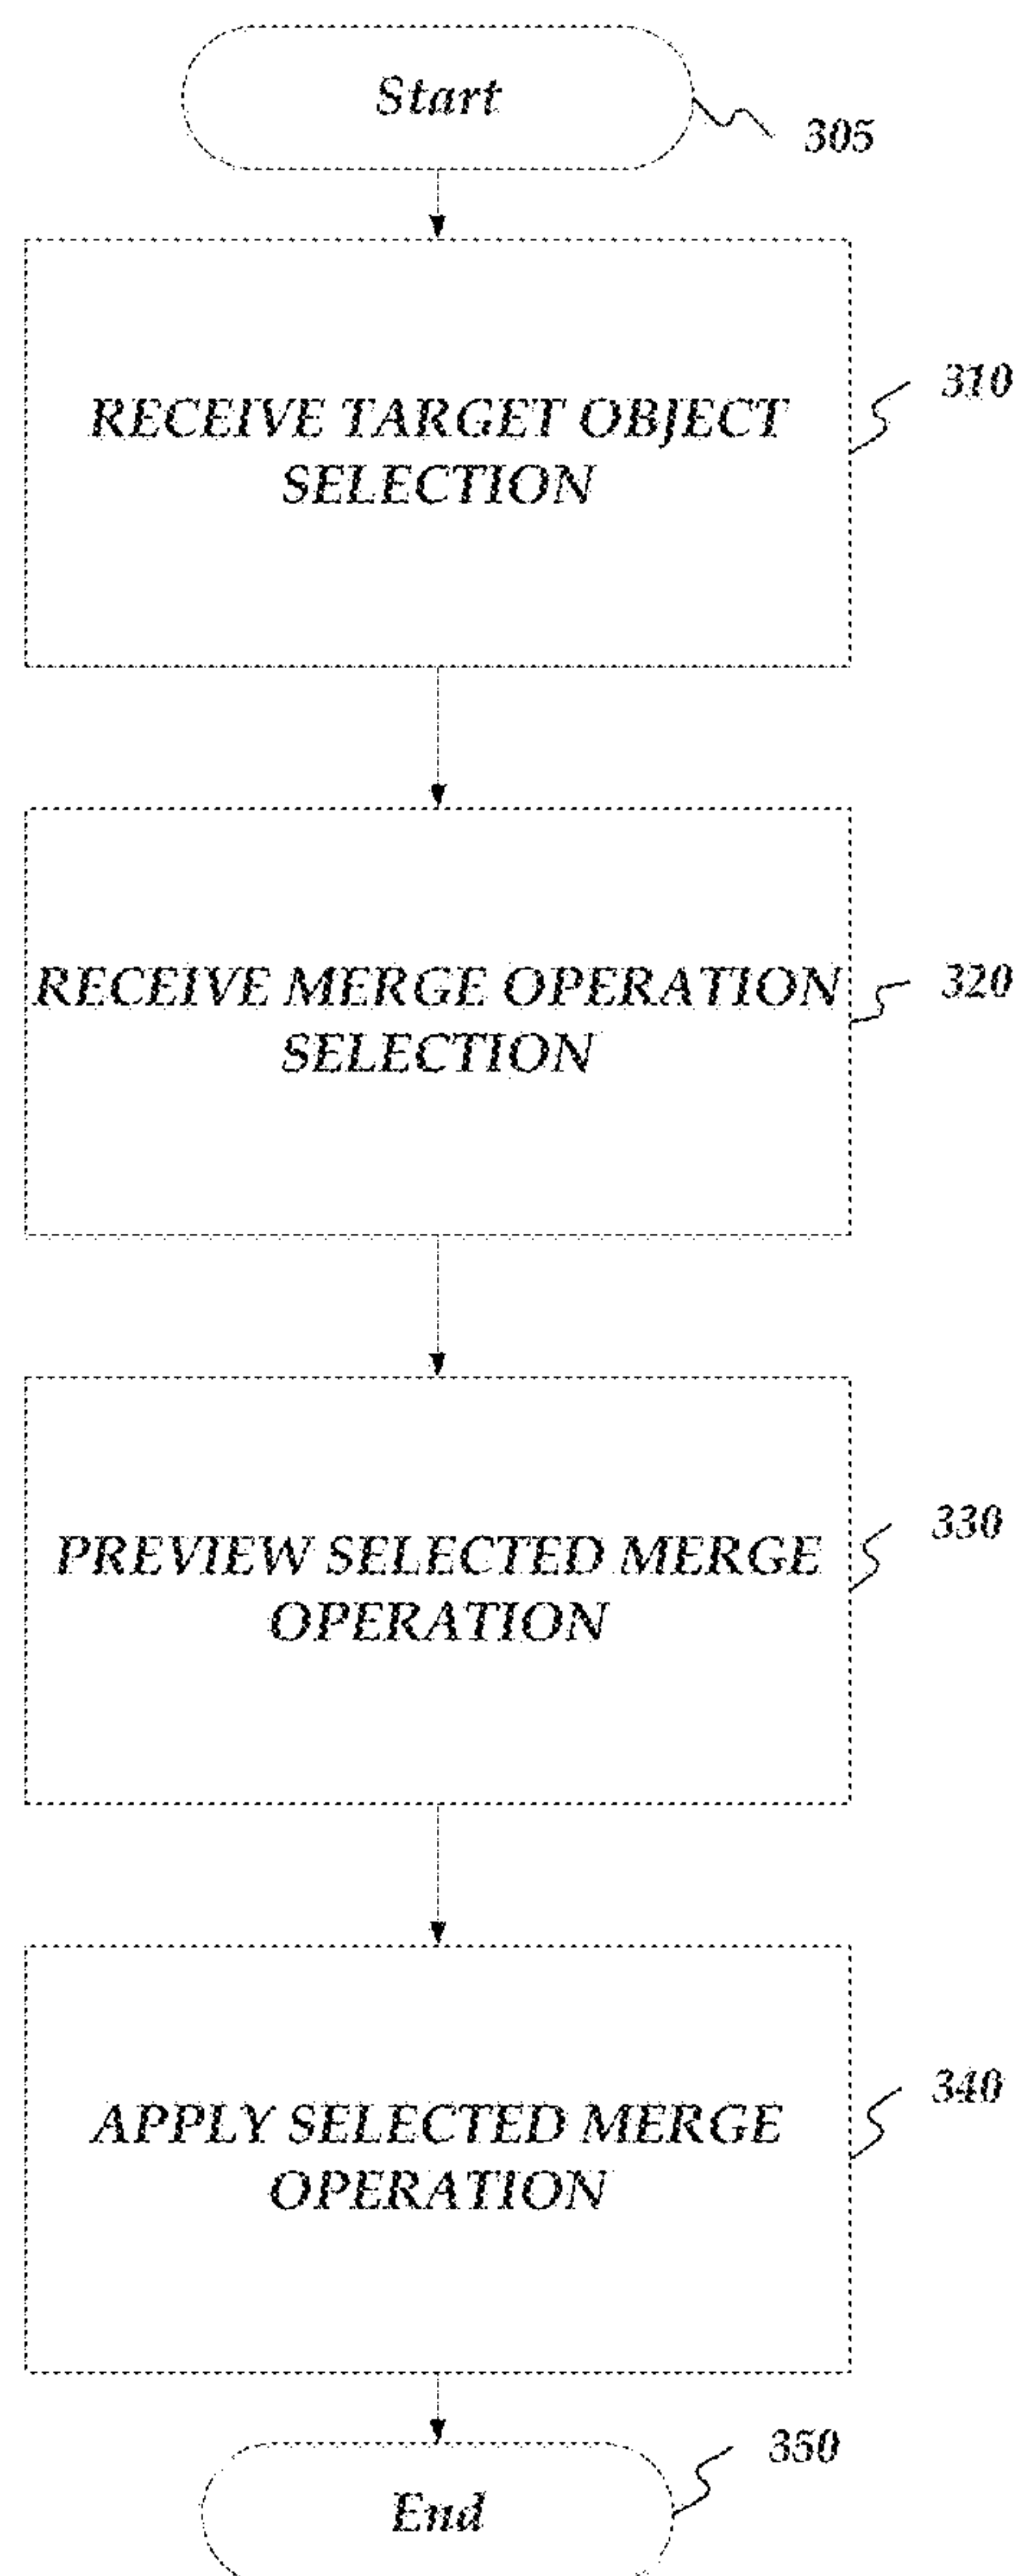 Start
305
RECEIVE TARGET OBJECT
SELECTION
310
RECEIVE MERGE OPERATION
SELECTION
320
PREVIEW SELECTED MERGE
OPERATION
330
APPLY SELECTED MERGE
OPERATION
340
End
350